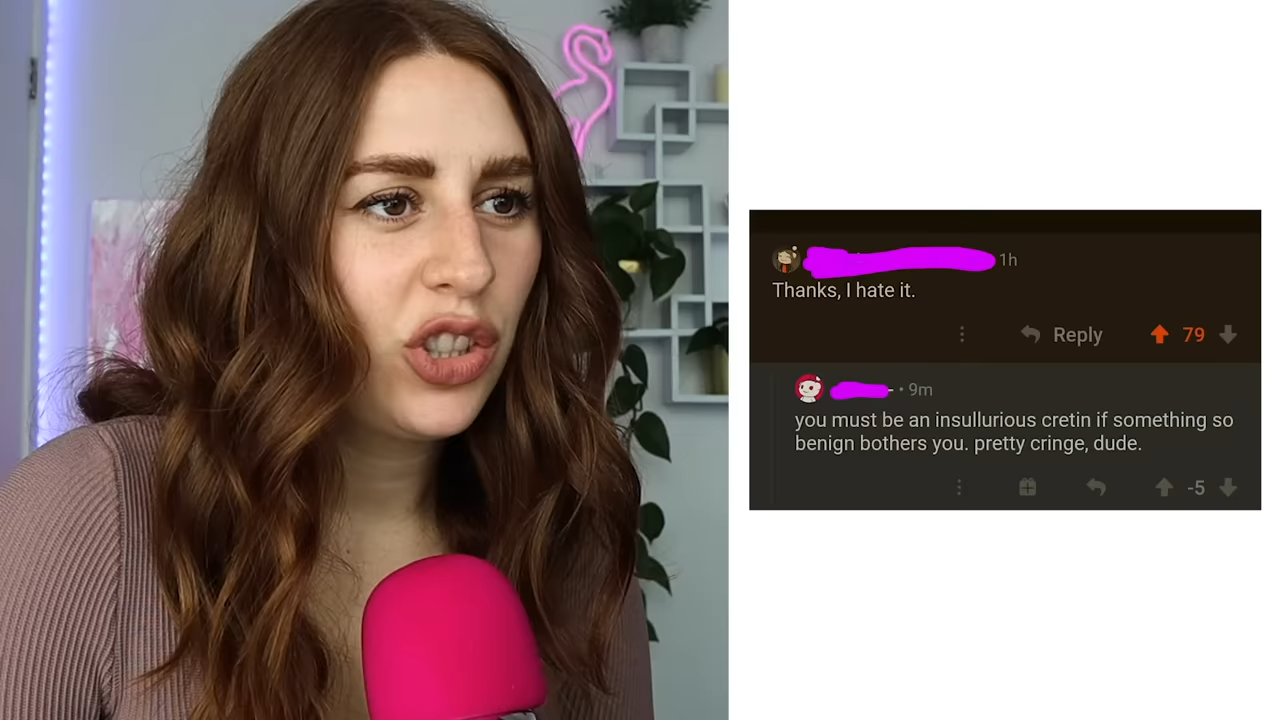 1h
Thanks, I hate it.
Reply 79
• 9m
you must be an insullurious cretin if something so
benign bothers you. pretty cringe, dude.
-5